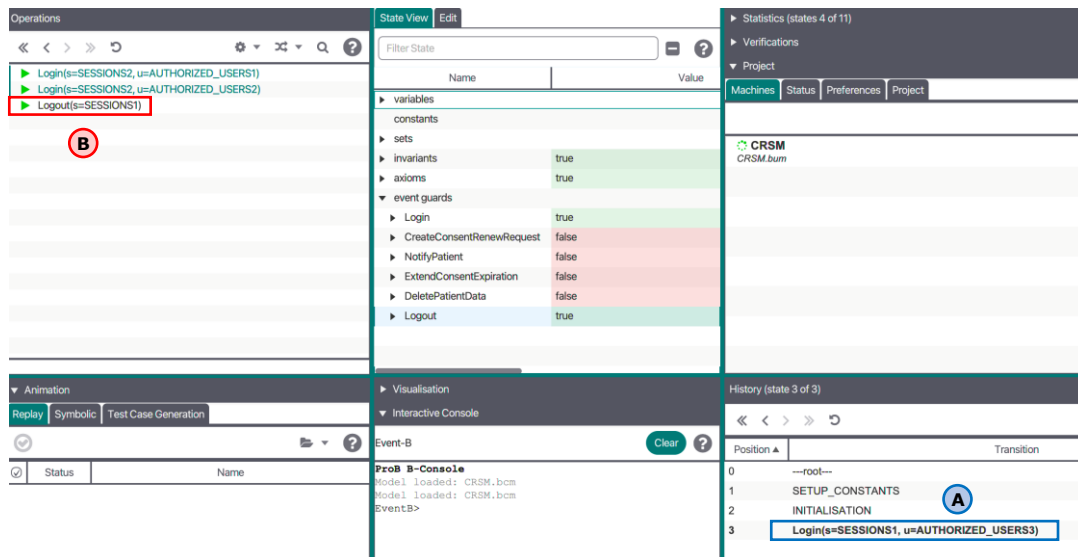 Operations
Login(s=SESSIONS2, u=AUTHORIZED_USERS1)
Login(s=SESSIONS2, u=AUTHORIZED_USERS2)
Logout(s=SESSIONS1)
B
State View Edit
Filter State
Name Value
variables
constants
sets
invariants true
axioms true
event guards
Login true
CreateConsentRenewRequest false
NotifyPatient false
ExtendConsentExpiration false
DeletePatientData false
Logout true
Statistics (states 4 of 11)
Verifications
Project
Machines Status Preferences Project
CRSM
CRSM.bum
Animation
Replay Symbolic Test Case Generation
Status Name
Visualisation
Interactive Console
Event-B Clear
ProB B-Console
Model loaded: CRSM.bcm
Model loaded: CRSM.bcm
EventB>
History (state 3 of 3)
Position Transition
0 ---root---
1 SETUP_CONSTANTS
2 INITIALISATION
A
3 Login(s=SESSIONS1, u=AUTHORIZED_USERS3)